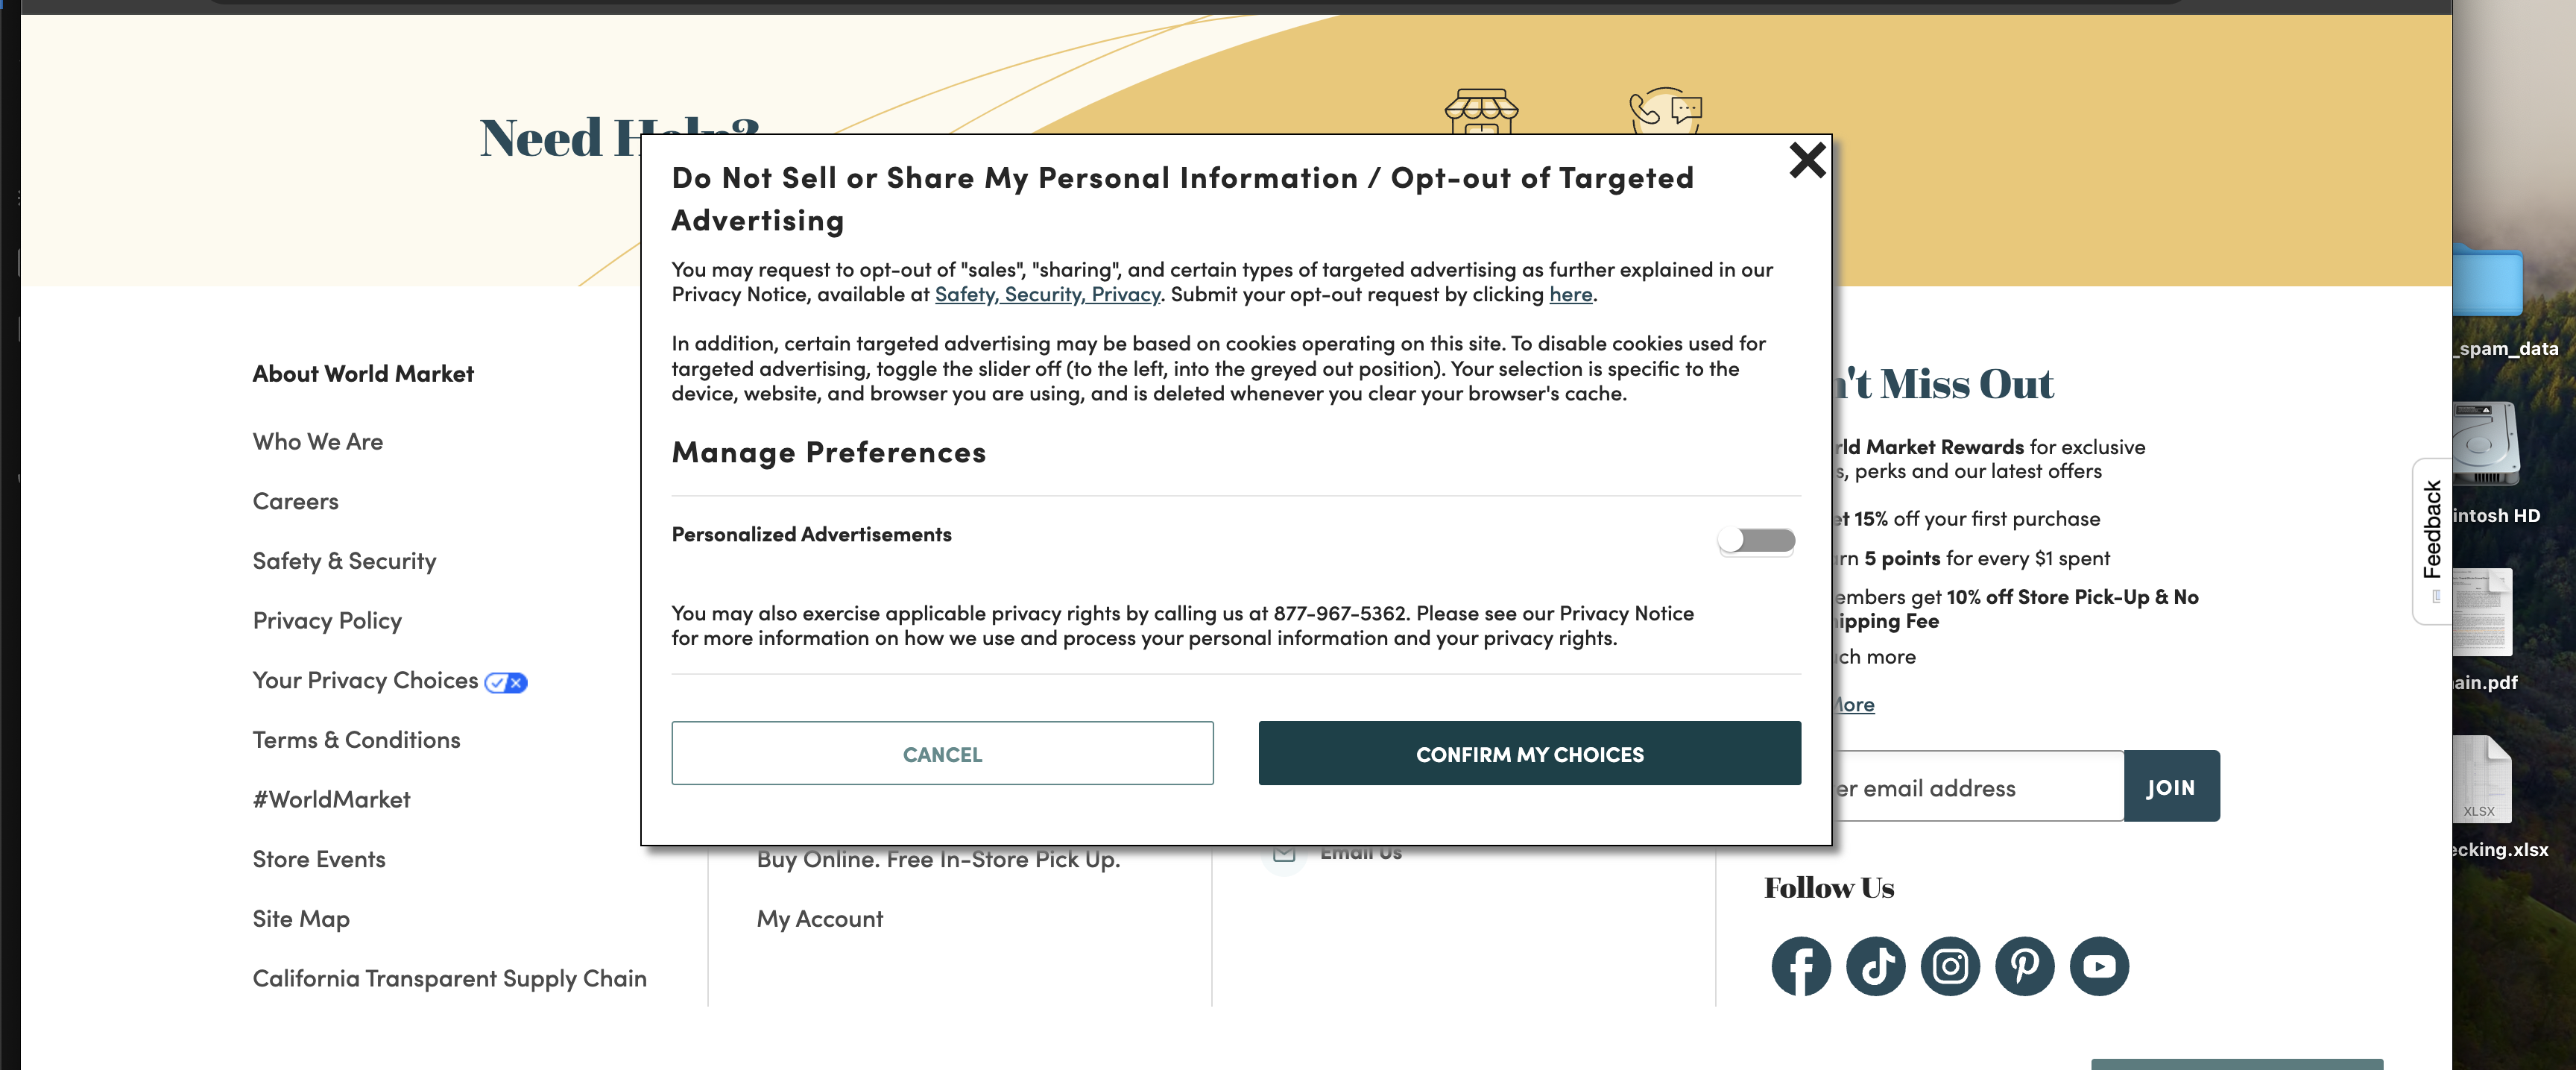 Need Help?
Do Not Sell or Share My Personal Information / Opt-out of Targeted
Advertising
You may request to opt-out of "sales", "sharing", and certain types of targeted advertising as further explained in our
Privacy Notice, available at Safety, Security, Privacy. Submit your opt-out request by clicking here.
In addition, certain targeted advertising may be based on cookies operating on this site. To disable cookies used for
targeted advertising, toggle the slider off (to the left, into the greyed out position). Your selection is specific to the
device, website, and browser you are using, and is deleted whenever you clear your browser's cache.
Manage Preferences
Personalized Advertisements
You may also exercise applicable privacy rights by calling us at 877-967-5362. Please see our Privacy Notice
for more information on how we use and process your personal information and your privacy rights.
CANCEL
CONFIRM MY CHOICES
About World Market
Who We Are
Careers
Safety & Security
Privacy Policy
Your Privacy Choices
Terms & Conditions
#WorldMarket
Store Events
Site Map
California Transparent Supply Chain
Buy Online. Free In-Store Pick Up.
My Account
Email Us
n't Miss Out
rld Market Rewards for exclusive
s, perks and our latest offers
et 15% off your first purchase
arn 5 points for every $1 spent
embers get 10% off Store Pick-Up & No
hipping Fee
ch more
More
er email address
JOIN
Follow Us
Feedback
_spam_data
intosh HD
ain.pdf
XLSX
ecking.xlsx